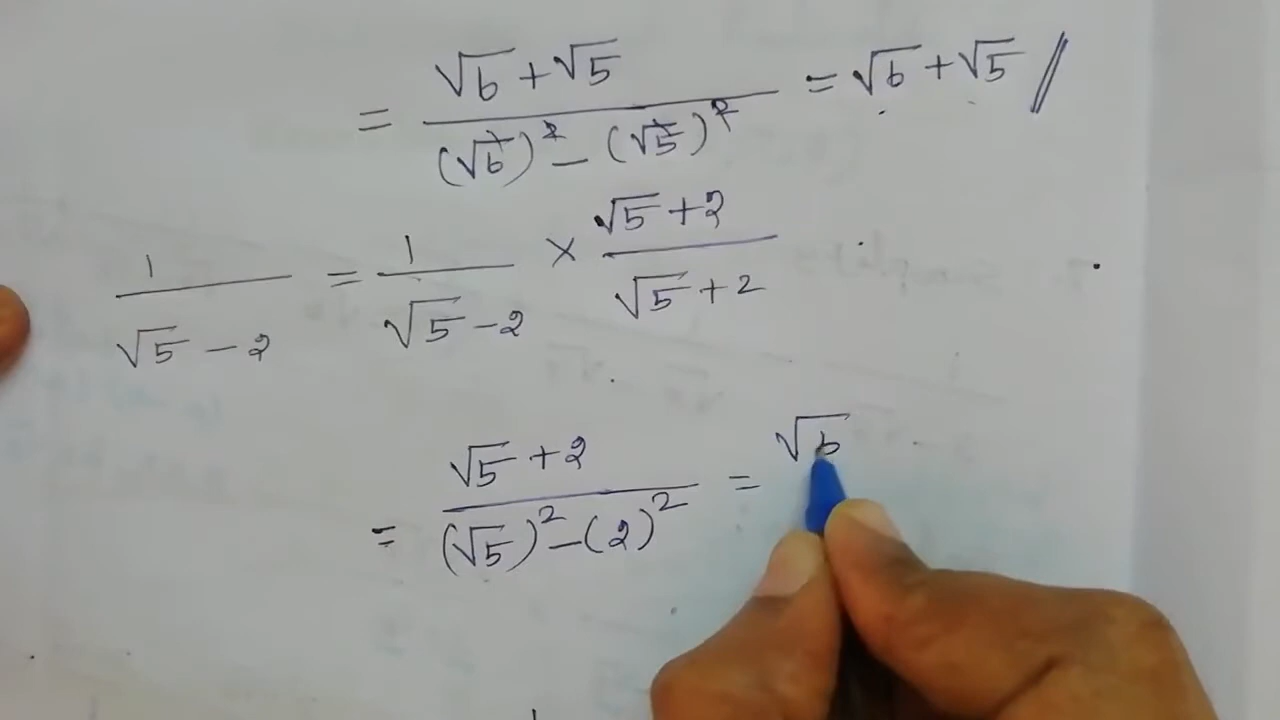 = (√6 + √5) / ((√6)² − (√5)²) = √6 + √5 //
1 / (√5 − 2) = 1 / (√5 − 2) × (√5 + 2) / (√5 + 2)
= (√5 + 2) / ((√5)² − (2)²) = √6